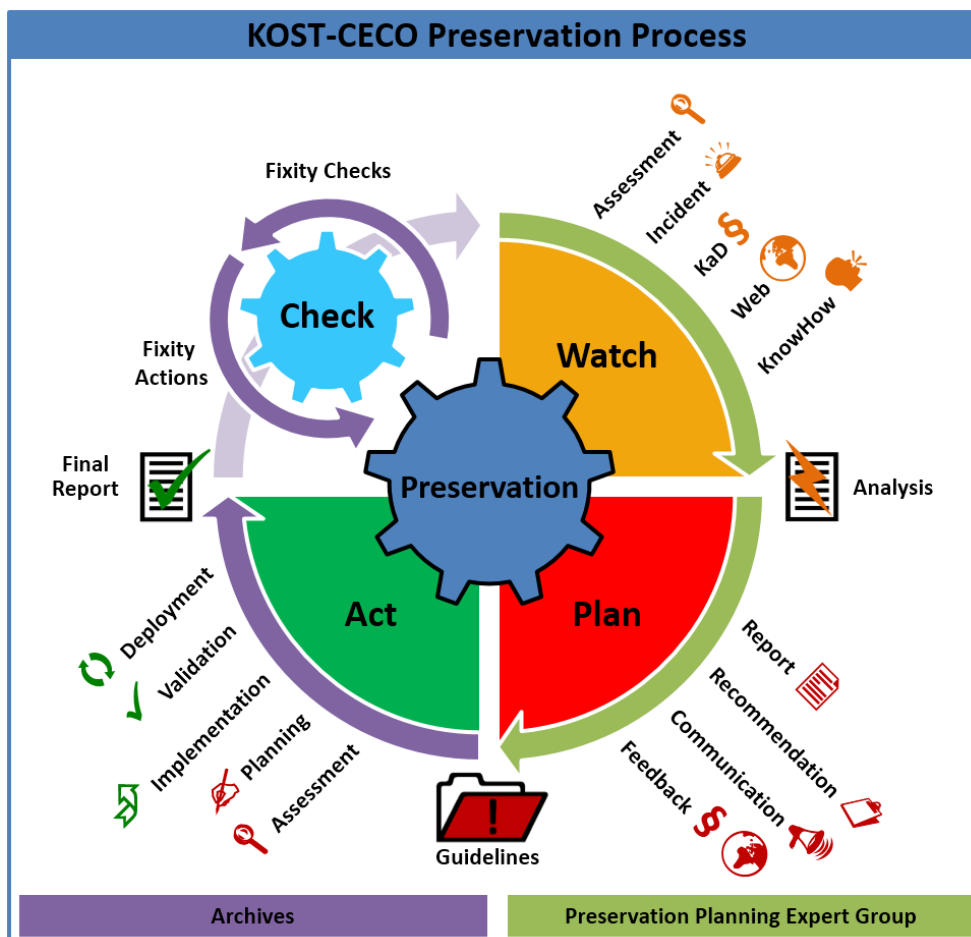 KOST-CECO Preservation Process
Fixity Checks
Check
Fixity
Actions
Assessment
Incident
KaD
§
Web
KnowHow
Watch
Preservation
Final
Report
Analysis
Act
Plan
Deployment
Validation
Implementation
Planning
Assessment
Report
Recommendation
Communication
Feedback
§
!
Guidelines
Archives
Preservation Planning Expert Group